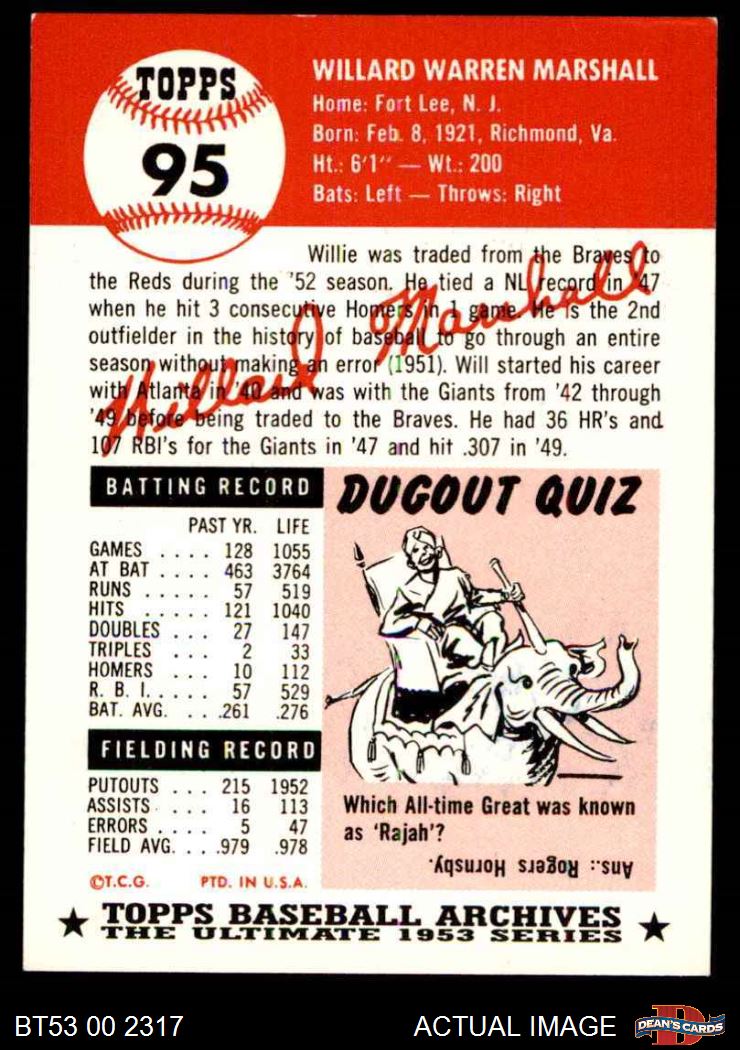 TOPPS
95
WILLARD WARREN MARSHALL
Home: Fort Lee, N. J.
Born: Feb. 8, 1921, Richmond, Va.
Ht.: 6'1" — Wt.: 200
Bats: Left — Throws: Right
Willie was traded from the Braves to
the Reds during the '52 season. He tied a NL record in '47
when he hit 3 consecutive Homers in 1 game. He is the 2nd
outfielder in the history of baseball to go through an entire
season without making an error (1951). Will started his career
with Atlanta in '40 and was with the Giants from '42 through
'49 before being traded to the Braves. He had 36 HR's and
107 RBI's for the Giants in '47 and hit .307 in '49.
Willard Marshall
BATTING RECORD
PAST YR. LIFE
GAMES .... 128 1055
AT BAT .... 463 3764
RUNS .... 57 519
HITS ..... 121 1040
DOUBLES ... 27 147
TRIPLES ... 2 33
HOMERS ... 10 112
R. B. I..... 57 529
BAT. AVG. ... .261 .276
FIELDING RECORD
PUTOUTS ... 215 1952
ASSISTS ... 16 113
ERRORS .... 5 47
FIELD AVG. ... .979 .978
©T.C.G. PTD. IN U.S.A.
DUGOUT QUIZ
Which All-time Great was known
as 'Rajah'?
Ans.: Rogers Hornsby.
★ TOPPS BASEBALL ARCHIVES ★
THE ULTIMATE 1953 SERIES
BT53 00 2317
ACTUAL IMAGE
D
DEAN'S CARDS